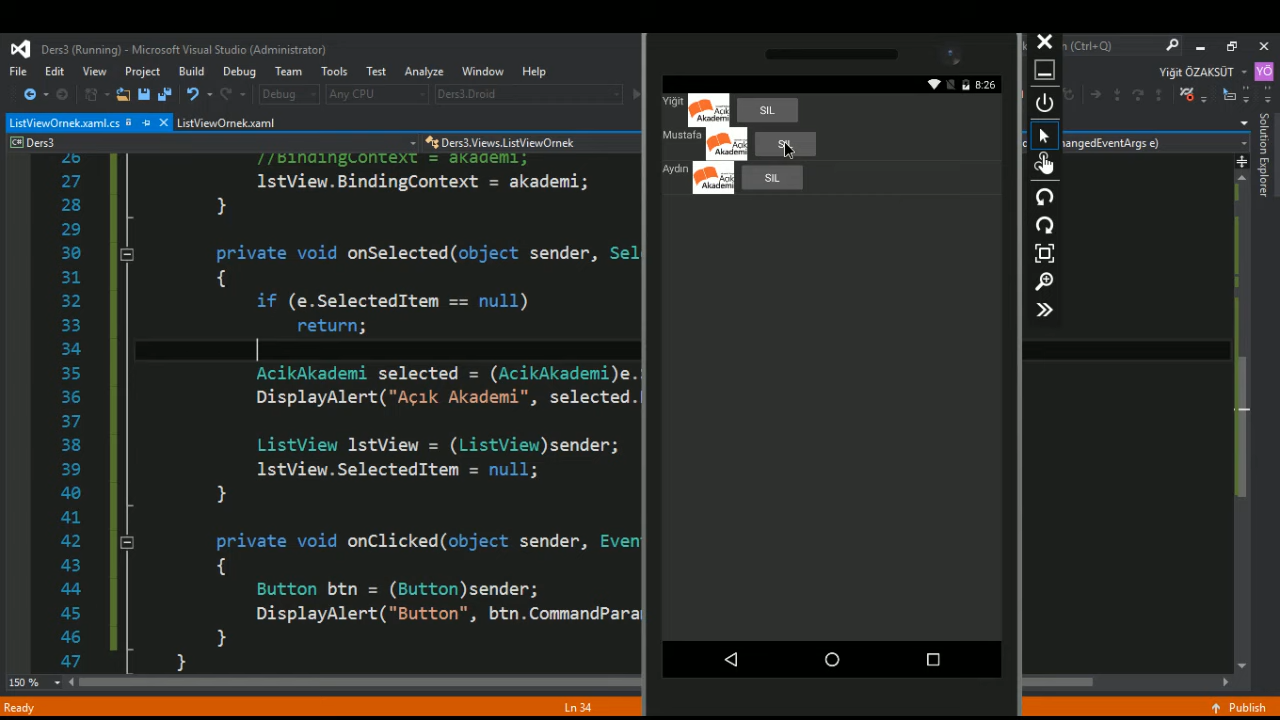 Ders3 (Running) - Microsoft Visual Studio (Administrator)
(Ctrl+Q)
File Edit View Project Build Debug Team Tools Test Analyze Window Help
Yiğit ÖZAKSÜT
YÖ
Debug Any CPU Ders3.Droid
ListViewOrnek.xaml.cs ListViewOrnek.xaml
Ders3
Ders3.Views.ListViewOrnek
hangedEventArgs e)
Solution Explorer
26 //BindingContext = akademi;
27 lstView.BindingContext = akademi;
28 }
29
30 private void onSelected(object sender, Sel
31 {
32 if (e.SelectedItem == null)
33 return;
34
35 AcikAkademi selected = (AcikAkademi)e.
36 DisplayAlert("Açık Akademi", selected.
37
38 ListView lstView = (ListView)sender;
39 lstView.SelectedItem = null;
40 }
41
42 private void onClicked(object sender, Even
43 {
44 Button btn = (Button)sender;
45 DisplayAlert("Button", btn.CommandPara
46 }
47 }
150 %
Ready
Ln 34
Publish
8:26
Yiğit Açık Akademi SIL
Mustafa Açık Akademi
Aydın Açık Akademi SIL